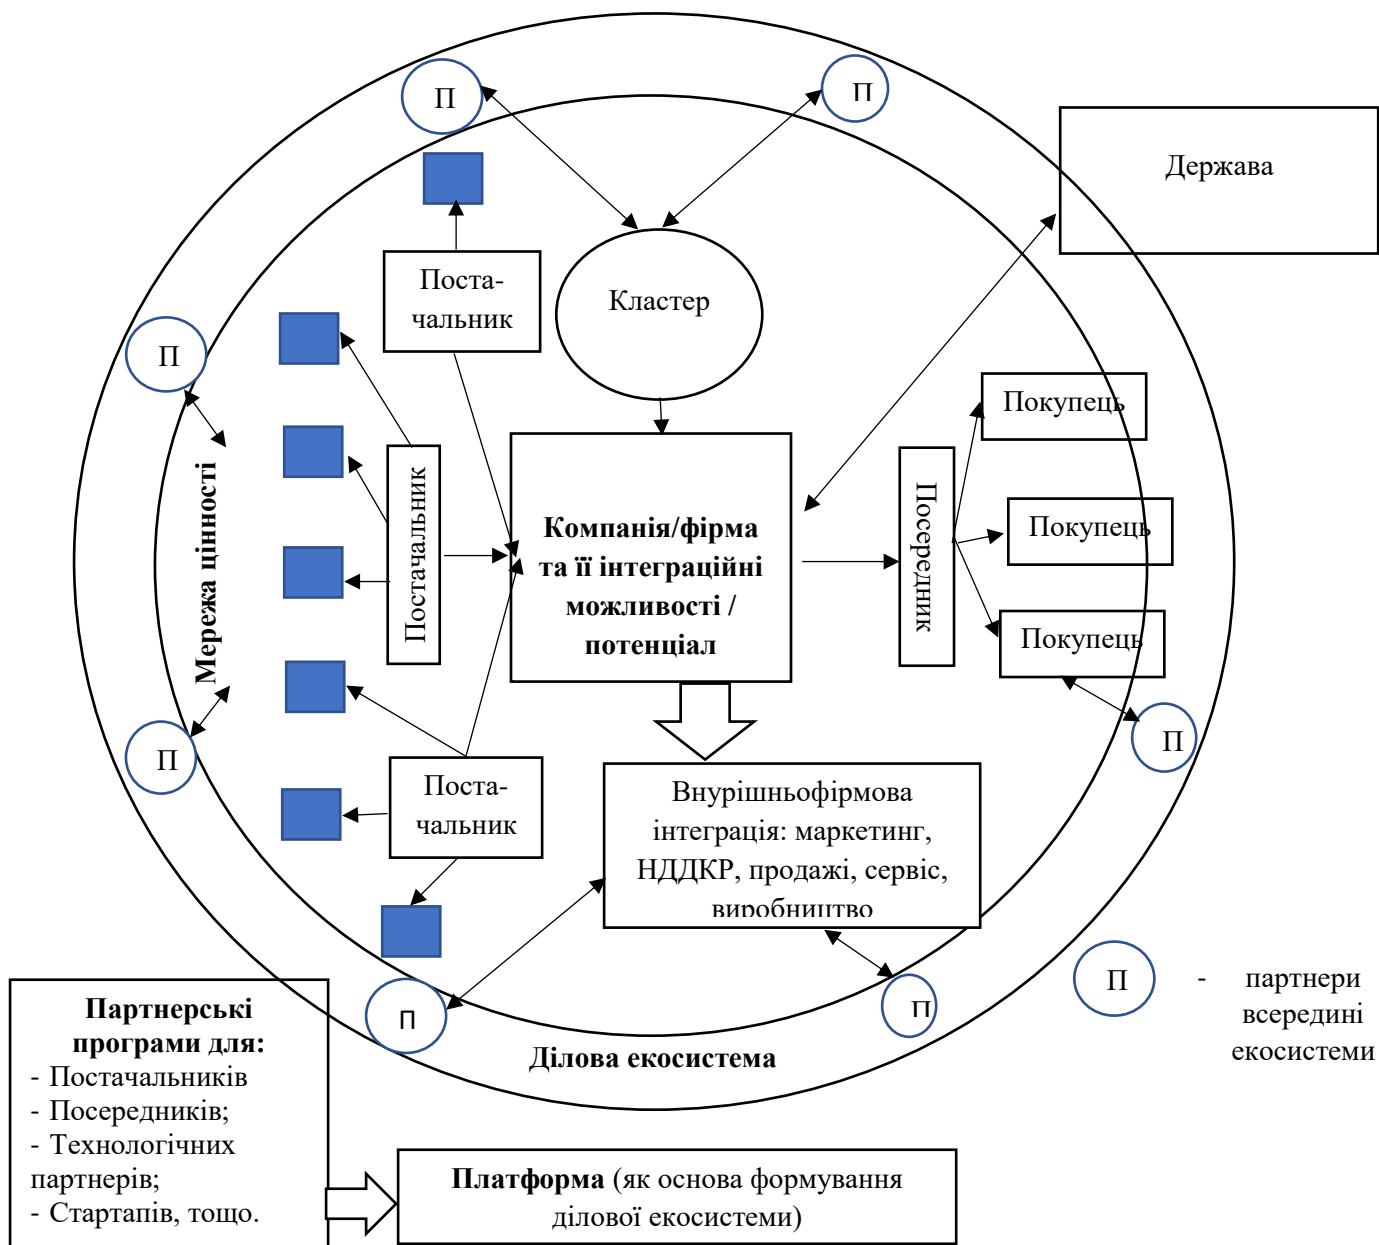 П
П
Держава
Поста-
чальник
Кластер
П
Покупець
Покупець
Покупець
Посередник
Постачальник
Мережа цінності
Компанія/фірма
та її інтеграційні
можливості /
потенціал
П
П
Поста-
чальник
Внурішньофірмова
інтеграція: маркетинг,
НДДКР, продажі, сервіс,
виробництво
П
П
П - партнери
всередині
екосистеми
Ділова екосистема
Партнерські
програми для:
- Постачальників
- Посередників;
- Технологічних
партнерів;
- Стартапів, тощо.
Платформа (як основа формування
ділової екосистеми)